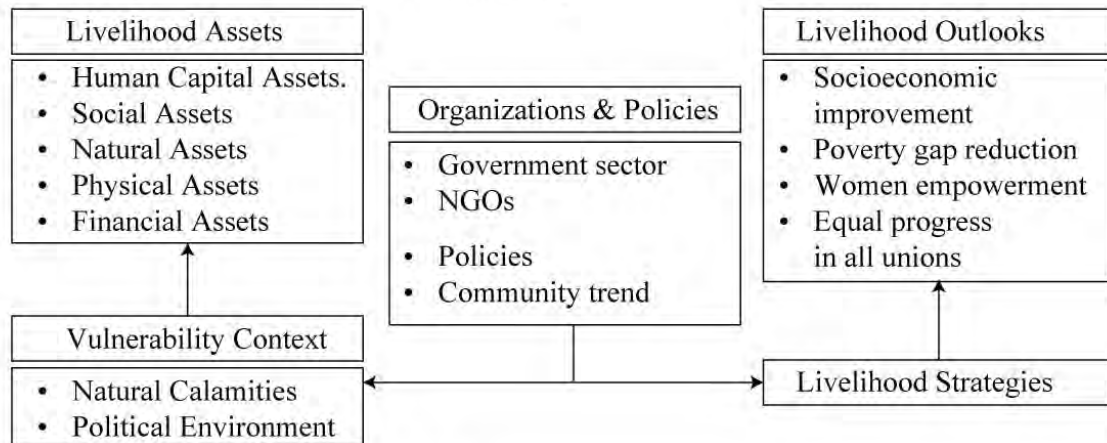 Livelihood Assets
• Human Capital Assets.
• Social Assets
• Natural Assets
• Physical Assets
• Financial Assets
Vulnerability Context
• Natural Calamities
• Political Environment
Organizations & Policies
• Government sector
• NGOs
• Policies
• Community trend
Livelihood Outlooks
• Socioeconomic
improvement
• Poverty gap reduction
• Women empowerment
• Equal progress
in all unions
Livelihood Strategies